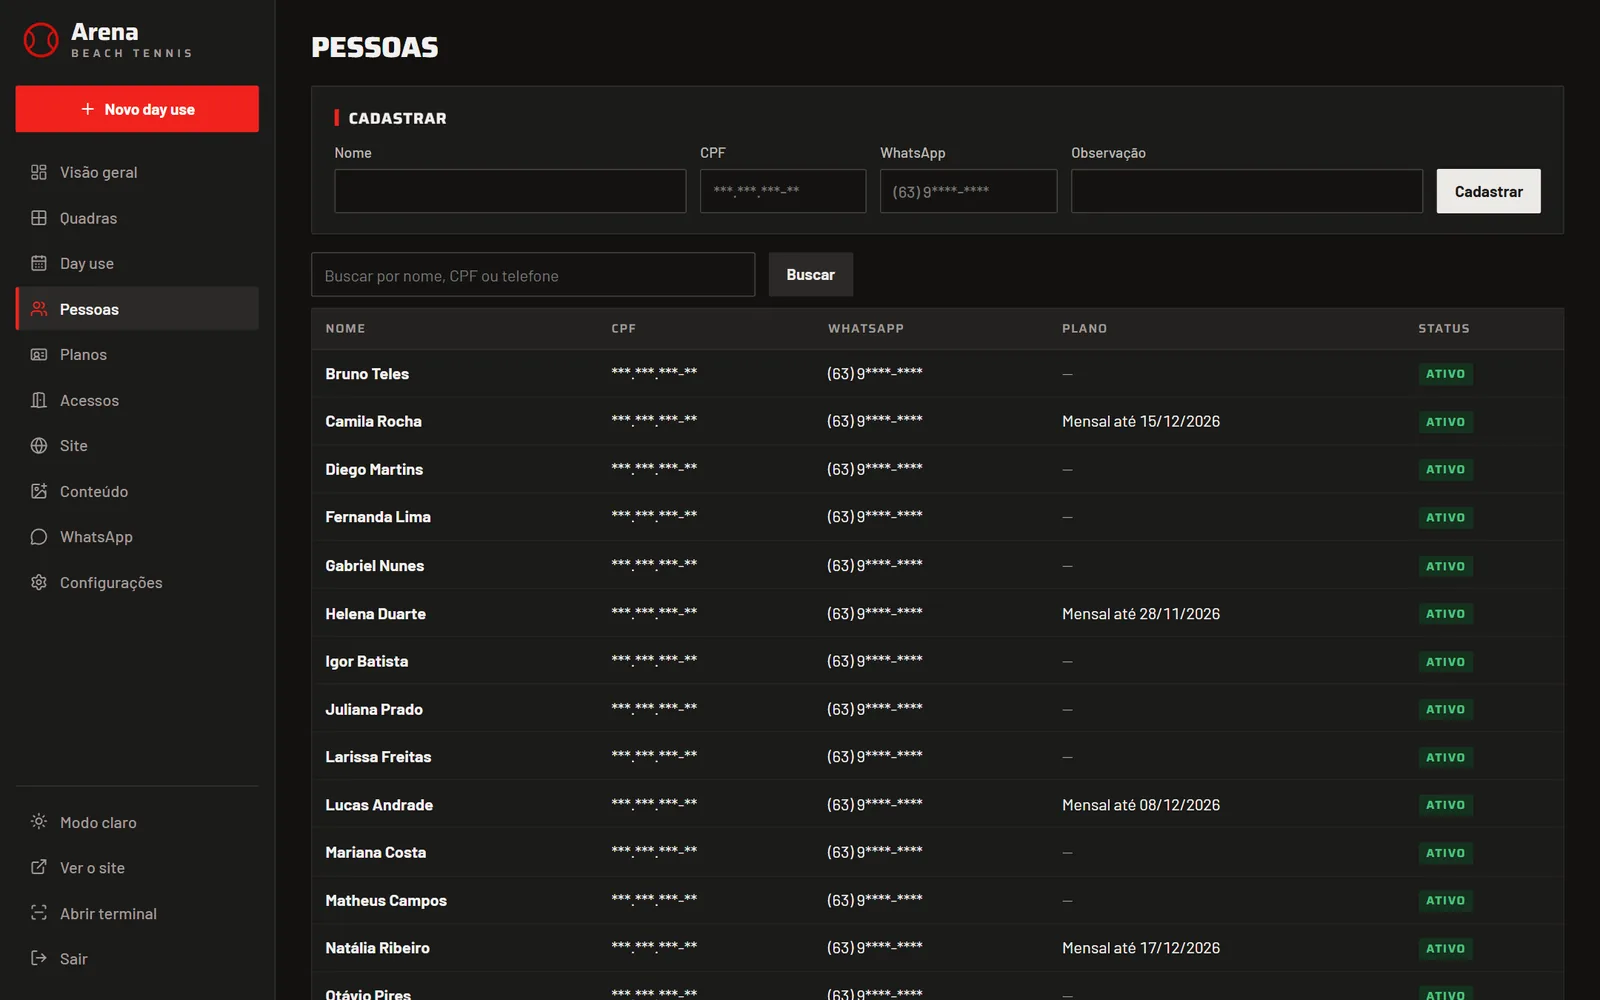 Arena
BEACH TENNIS
+ Novo day use
Visão geral
Quadras
Day use
Pessoas
Planos
Acessos
Site
Conteúdo
WhatsApp
Configurações
Modo claro
Ver o site
Abrir terminal
Sair
PESSOAS
CADASTRAR
Nome CPF WhatsApp Observação
***.***.***-** (63) 9****-**** Cadastrar
Buscar por nome, CPF ou telefone Buscar
NOME CPF WHATSAPP PLANO STATUS
Bruno Teles ***.***.***-** (63) 9****-**** — ATIVO
Camila Rocha ***.***.***-** (63) 9****-**** Mensal até 15/12/2026 ATIVO
Diego Martins ***.***.***-** (63) 9****-**** — ATIVO
Fernanda Lima ***.***.***-** (63) 9****-**** — ATIVO
Gabriel Nunes ***.***.***-** (63) 9****-**** — ATIVO
Helena Duarte ***.***.***-** (63) 9****-**** Mensal até 28/11/2026 ATIVO
Igor Batista ***.***.***-** (63) 9****-**** — ATIVO
Juliana Prado ***.***.***-** (63) 9****-**** — ATIVO
Larissa Freitas ***.***.***-** (63) 9****-**** — ATIVO
Lucas Andrade ***.***.***-** (63) 9****-**** Mensal até 08/12/2026 ATIVO
Mariana Costa ***.***.***-** (63) 9****-**** — ATIVO
Matheus Campos ***.***.***-** (63) 9****-**** — ATIVO
Natália Ribeiro ***.***.***-** (63) 9****-**** Mensal até 17/12/2026 ATIVO
Otávio Pires ***.***.***-** (63) 9****-**** — ATIVO